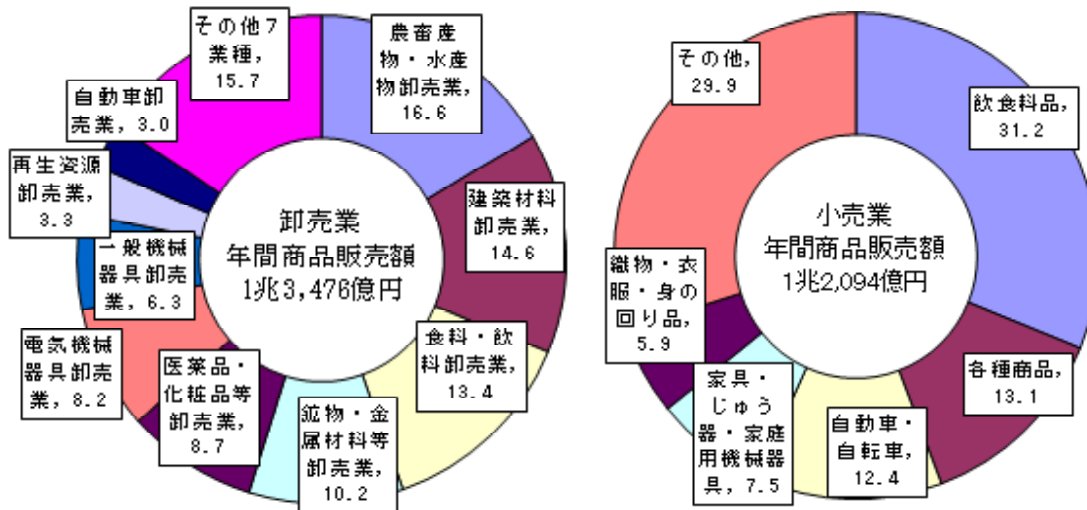 その他7
業種,
15.7
農畜産
物・水産
物卸売業,
16.6
自動車卸
売業, 3.0
再生資源
卸売業,
3.3
建築材料
卸売業,
14.6
一般機械
器具卸売
業, 6.3
卸売業
年間商品販売額
1兆3,476億円
食料・飲
料卸売業,
13.4
電気機械
器具卸売
業, 8.2
医薬品・
化粧品等
卸売業,
8.7
鉱物・金
属材料等
卸売業,
10.2
その他,
29.9
飲食料品,
31.2
小売業
年間商品販売額
1兆2,094億円
織物・衣
服・身の
回り品,
5.9
各種商品,
13.1
家具・
じゅう
器・家庭
用機械器
具, 7.5
自動車・
自転車,
12.4